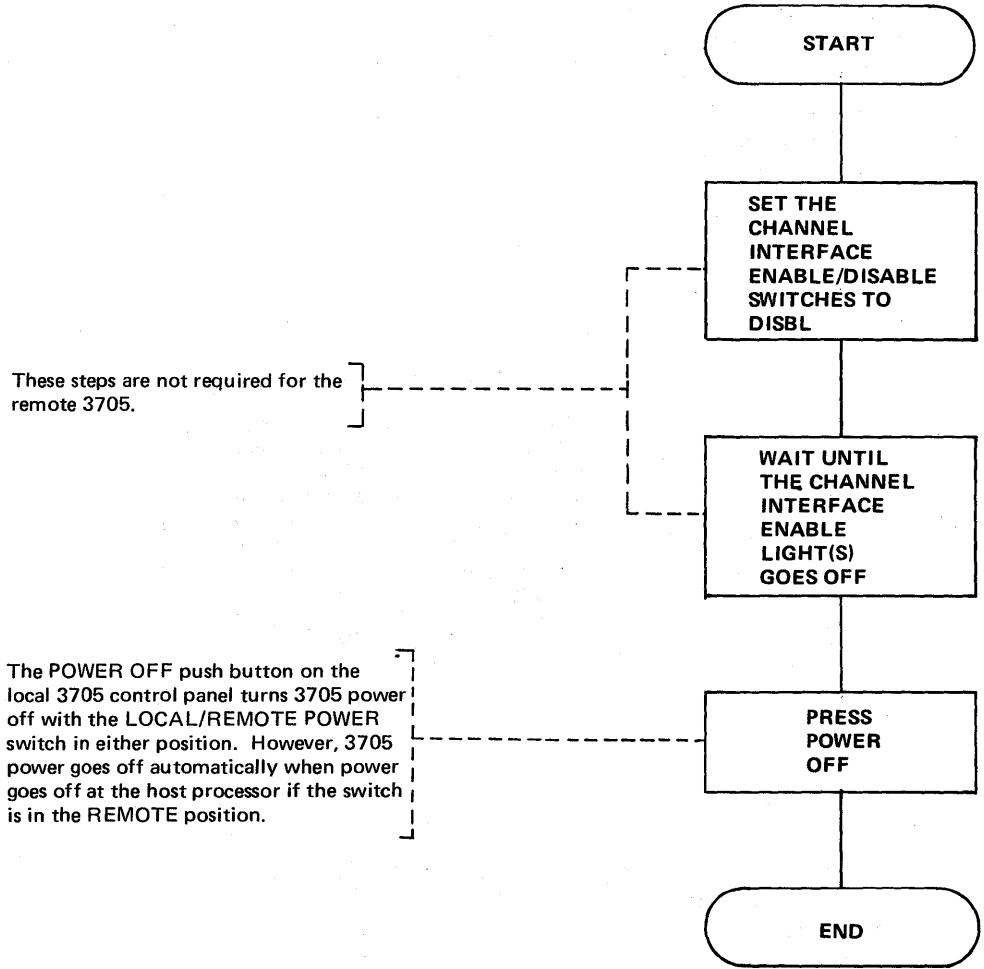 START
SET THE
CHANNEL
INTERFACE
ENABLE/DISABLE
SWITCHES TO
DISBL
These steps are not required for the
remote 3705.
WAIT UNTIL
THE CHANNEL
INTERFACE
ENABLE
LIGHT(S)
GOES OFF
The POWER OFF push button on the
local 3705 control panel turns 3705 power
off with the LOCAL/REMOTE POWER
switch in either position. However, 3705
power goes off automatically when power
goes off at the host processor if the switch
is in the REMOTE position.
PRESS
POWER
OFF
END